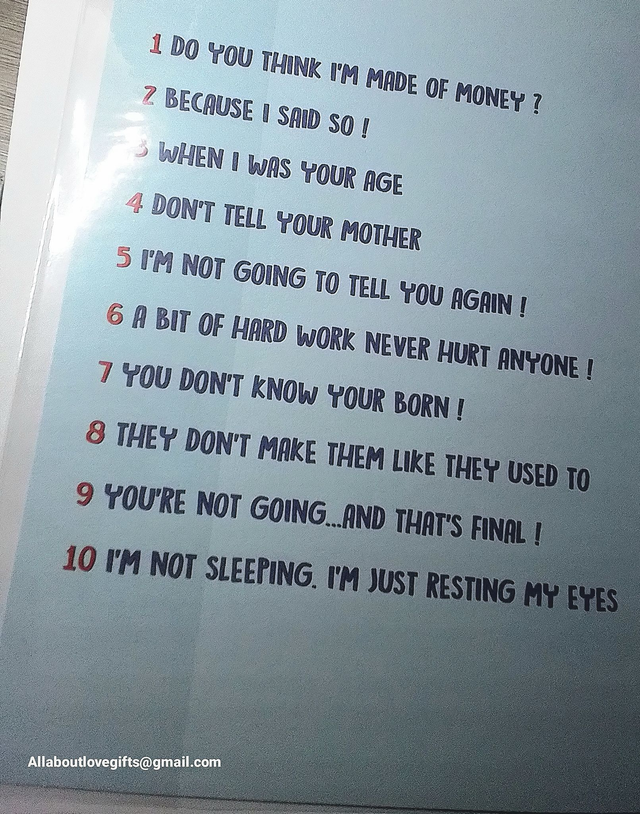 1 DO YOU THINK I'M MADE OF MONEY ?
2 BECAUSE I SAID SO !
3 WHEN I WAS YOUR AGE
4 DON'T TELL YOUR MOTHER
5 I'M NOT GOING TO TELL YOU AGAIN !
6 A BIT OF HARD WORK NEVER HURT ANYONE !
7 YOU DON'T KNOW YOUR BORN !
8 THEY DON'T MAKE THEM LIKE THEY USED TO
9 YOU'RE NOT GOING...AND THAT'S FINAL !
10 I'M NOT SLEEPING. I'M JUST RESTING MY EYES
Allaboutlovegifts@gmail.com